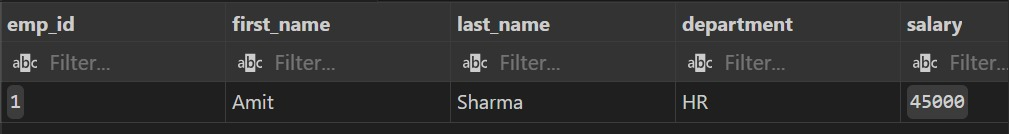 emp_id first_name last_name department salary
abc Filter... abc Filter... abc Filter... abc Filter... abc Filter...
1 Amit Sharma HR 45000